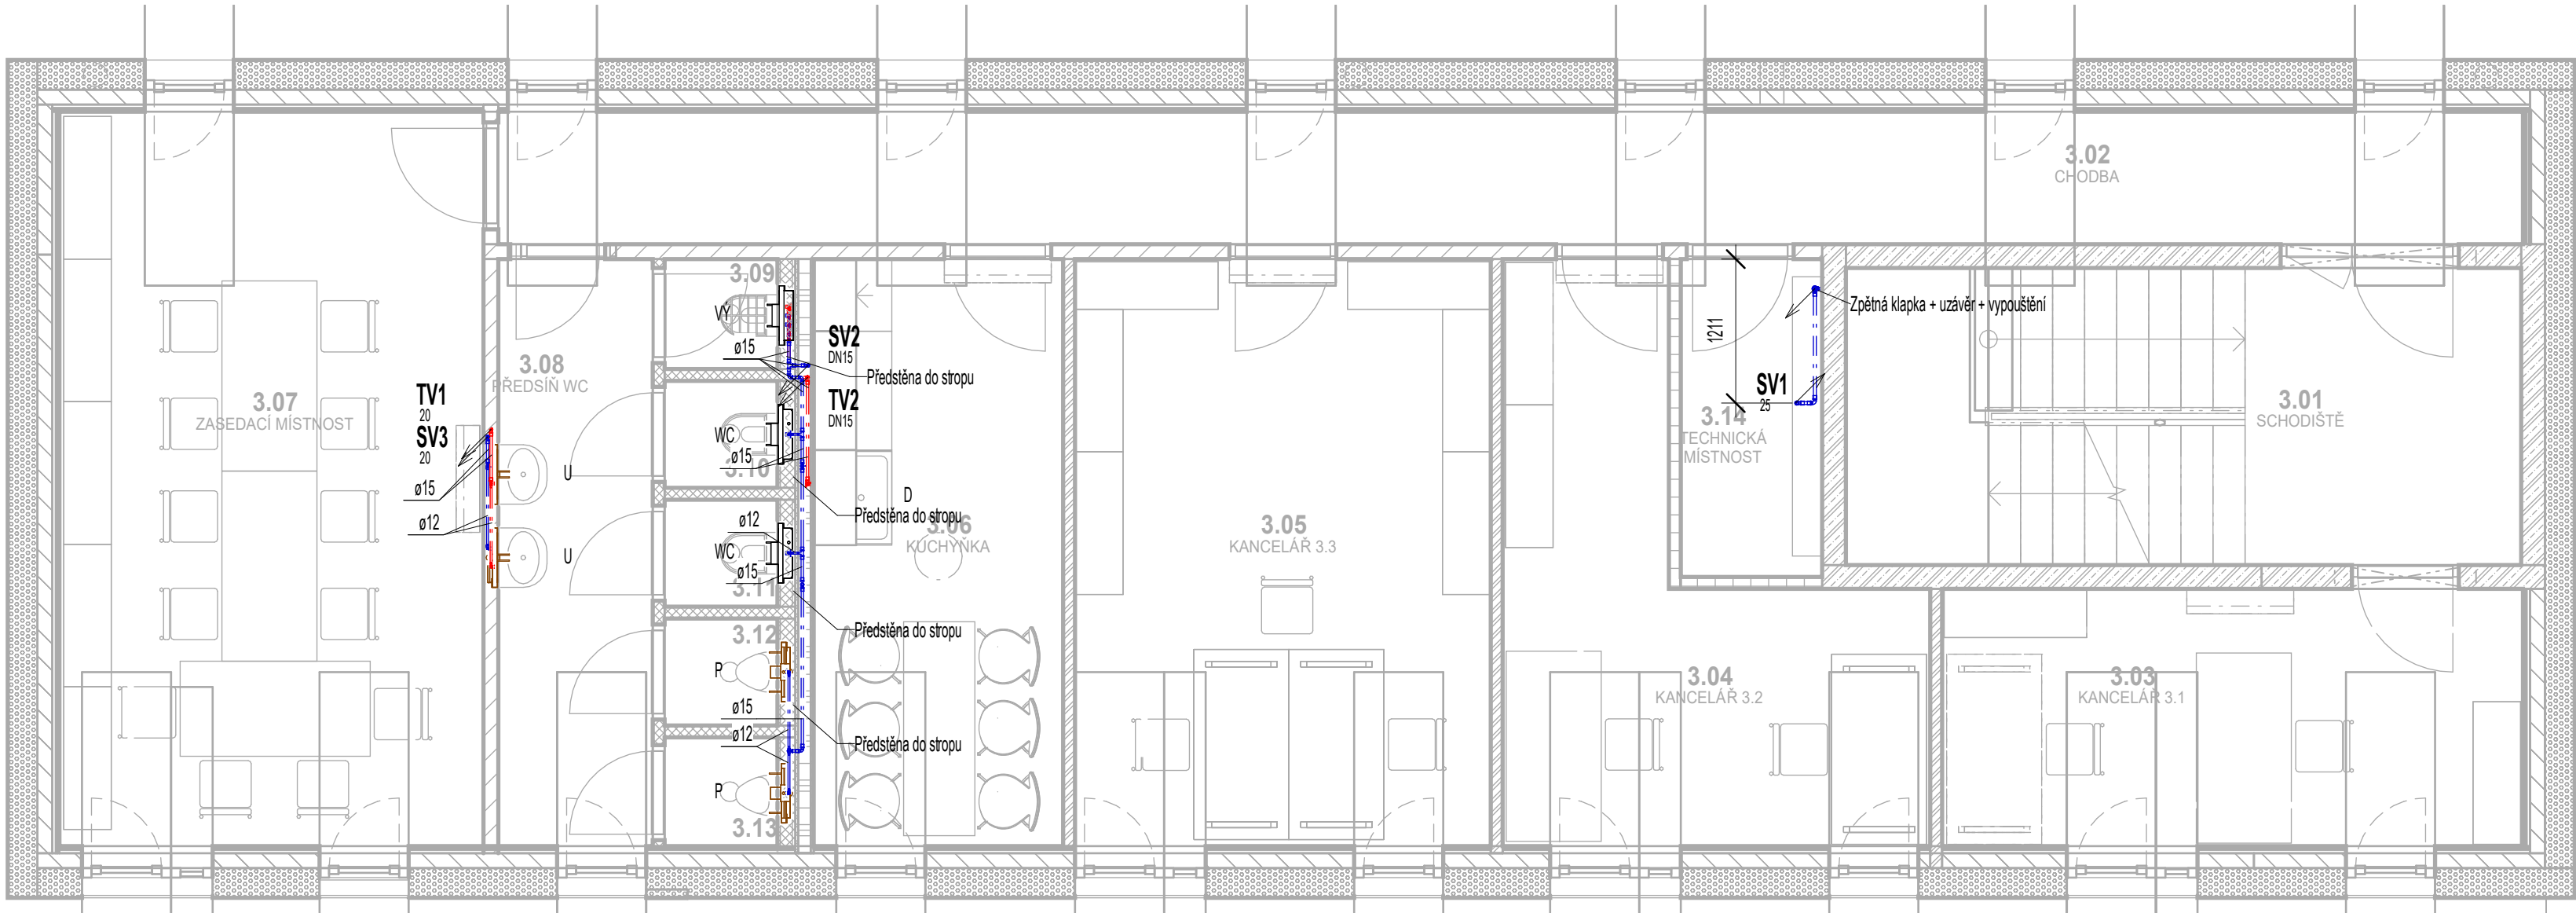 3.02
CHODBA
3.09
VÝ
ø15
SV2
DN15
Předstěna do stropu
TV2
DN15
3.08
PŘEDSÍŇ WC
3.07
ZASEDACÍ MÍSTNOST
TV1
20
SV3
20
ø15
ø12
U
U
WC
ø15
3.10
D
Předstěna do stropu
3.06
KUCHYŇKA
ø12
WC
ø15
3.11
Předstěna do stropu
3.12
P
ø15
ø12
Předstěna do stropu
P
3.13
3.05
KANCELÁŘ 3.3
1211
Zpětná klapka + uzávěr + vypouštění
SV1
25
3.14
TECHNICKÁ
MÍSTNOST
3.01
SCHODIŠTĚ
3.04
KANCELÁŘ 3.2
3.03
KANCELÁŘ 3.1